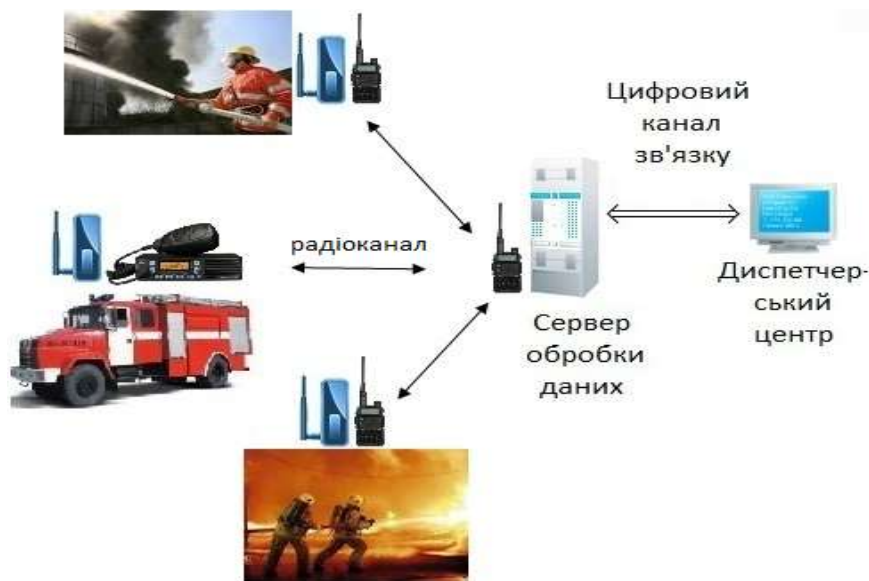 Цифровий
канал
зв'язку
радіоканал
Диспетчер-
ський
центр
Сервер
обробки
даних